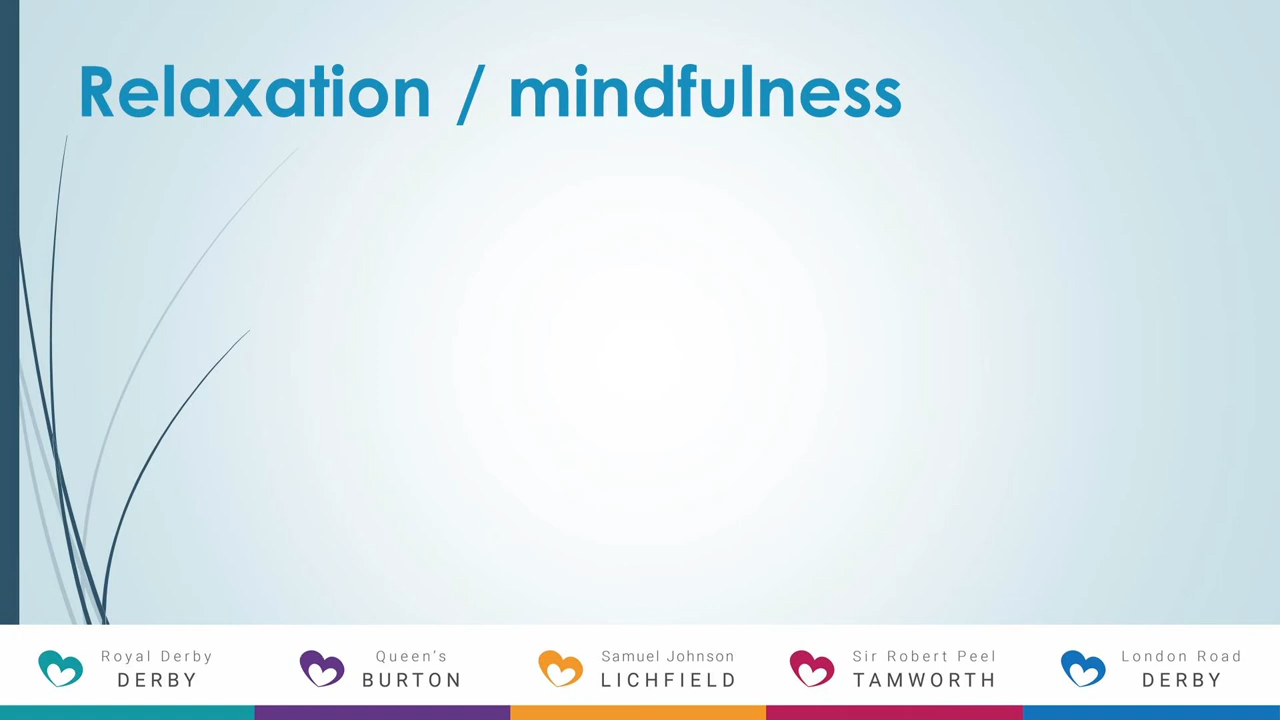 Relaxation / mindfulness
Royal Derby
DERBY
Queen's
BURTON
Samuel Johnson
LICHFIELD
Sir Robert Peel
TAMWORTH
London Road
DERBY